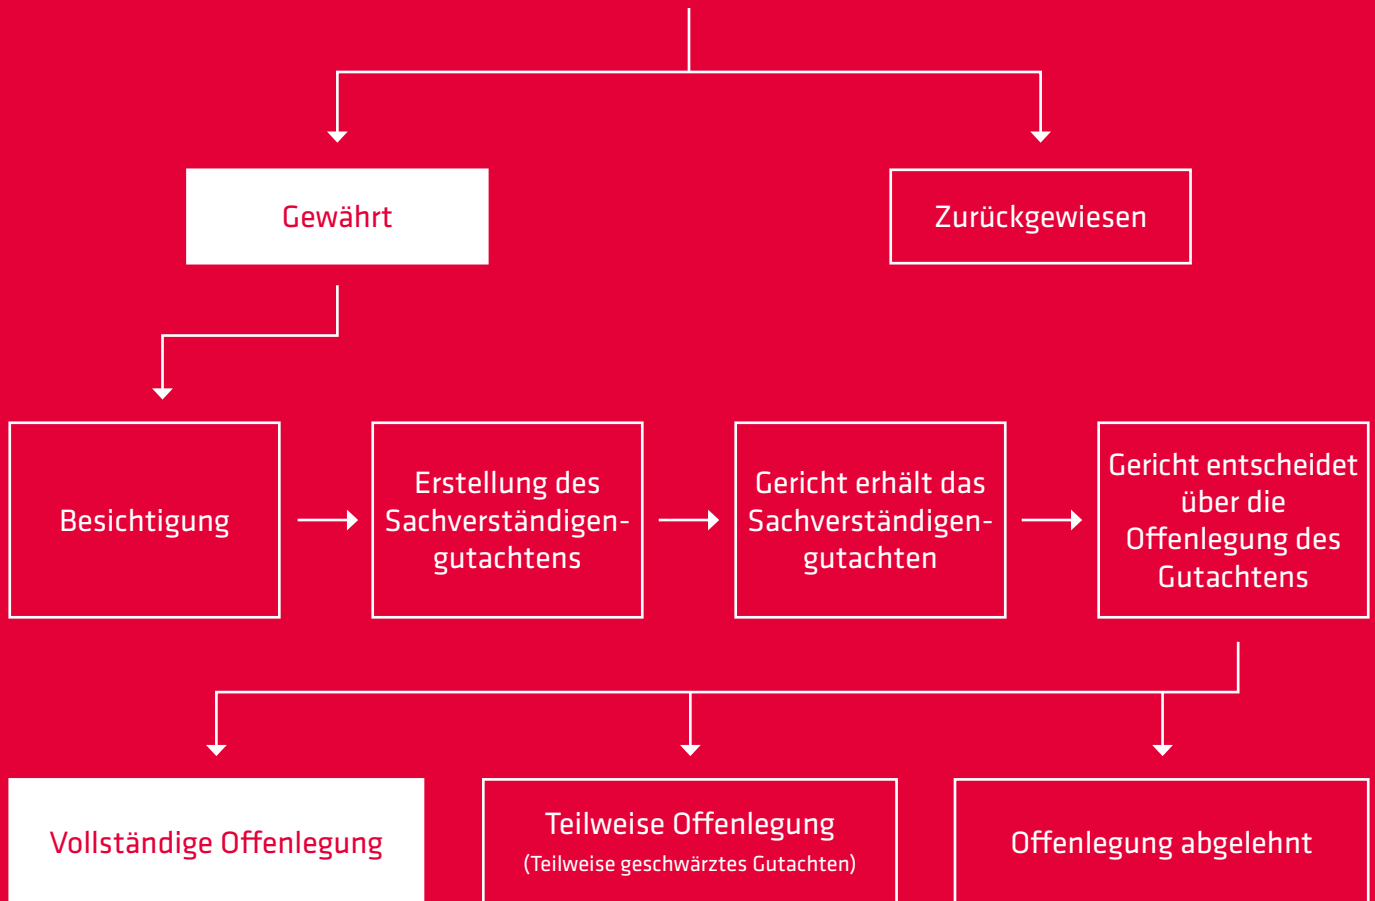 Gewährt
Zurückgewiesen
Besichtigung
Erstellung des
Sachverständigen-
gutachtens
Gericht erhält das
Sachverständigen-
gutachten
Gericht entscheidet
über die
Offenlegung des
Gutachtens
Vollständige Offenlegung
Teilweise Offenlegung
(Teilweise geschwärztes Gutachten)
Offenlegung abgelehnt